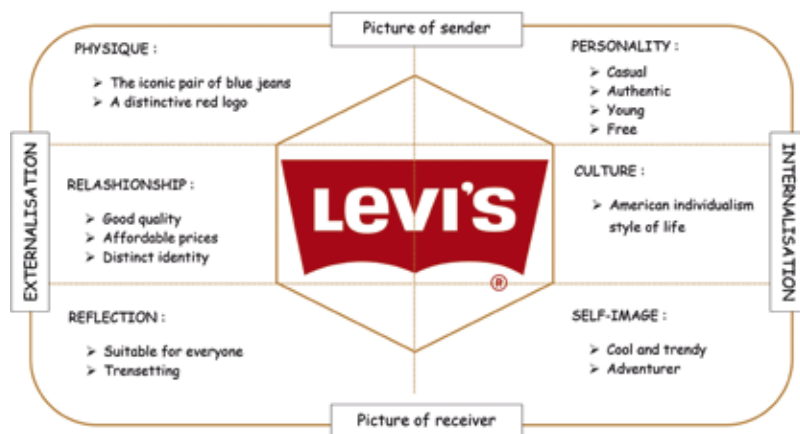 Picture of sender
PHYSIQUE :
➢ The iconic pair of blue jeans
➢ A distinctive red logo
PERSONALITY :
➢ Casual
➢ Authentic
➢ Young
➢ Free
EXTERNALISATION
INTERNALISATION
RELASHIONSHIP :
➢ Good quality
➢ Affordable prices
➢ Distinct identity
LEVI'S
®
CULTURE :
➢ American individualism
style of life
REFLECTION :
➢ Suitable for everyone
➢ Trensetting
SELF-IMAGE :
➢ Cool and trendy
➢ Adventurer
Picture of receiver